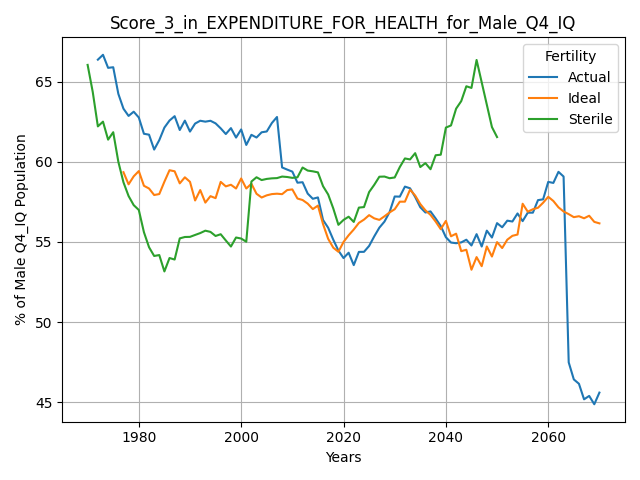 Score_3_in_EXPENDITURE_FOR_HEALTH_for_Male_Q4_IQ
Fertility
Actual
Ideal
Sterile
% of Male Q4_IQ Population
65
60
55
50
45
1980 2000 2020 2040 2060
Years